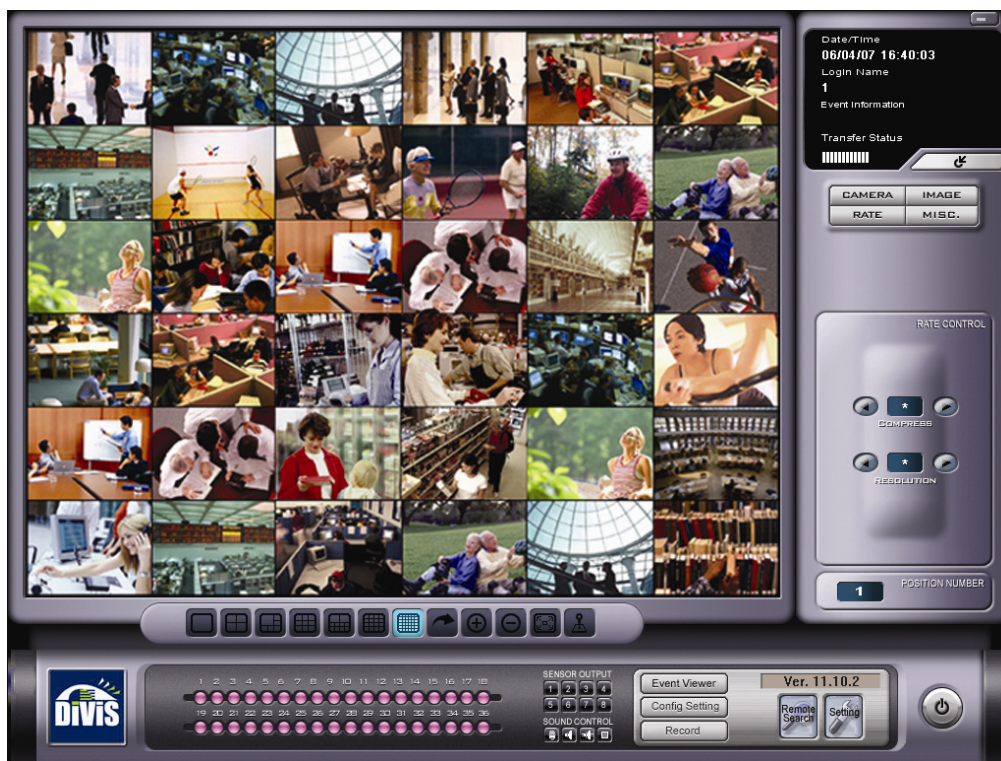 Date/Time
06/04/07 16:40:03
Login Name
1
Event Information
Transfer Status
CAMERA IMAGE
RATE MISC.
RATE CONTROL
*
COMPRESS
*
RESOLUTION
1 POSITION NUMBER
DiViS
1 2 3 4 5 6 7 8 9 10 11 12 13 14 15 16 17 18
19 20 21 22 23 24 25 26 27 28 29 30 31 32 33 34 35 36
SENSOR OUTPUT
1 2 3 4
5 6 7 8
SOUND CONTROL
Event Viewer
Config Setting
Record
Ver. 11.10.2
Remote Search
Setting